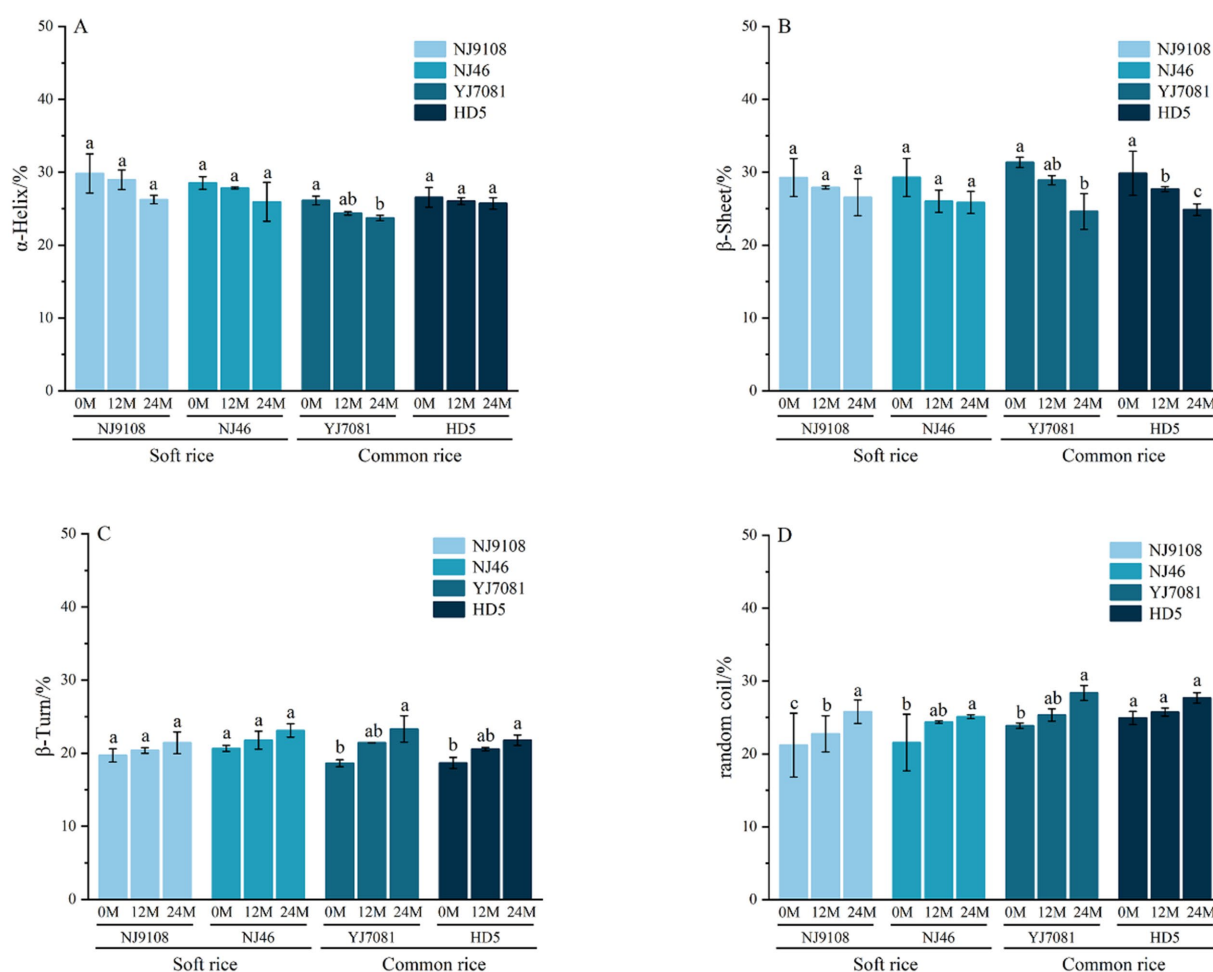 A
α-Helix/%
50
40
30
20
10
0
NJ9108
NJ46
YJ7081
HD5
a a a a a a a ab b a a a
0M 12M 24M 0M 12M 24M 0M 12M 24M 0M 12M 24M
NJ9108 NJ46 YJ7081 HD5
Soft rice Common rice
B
β-Sheet/%
50
40
30
20
10
0
NJ9108
NJ46
YJ7081
HD5
a a a a a a a ab b a b c
0M 12M 24M 0M 12M 24M 0M 12M 24M 0M 12M 24M
NJ9108 NJ46 YJ7081 HD5
Soft rice Common rice
C
β-Turn/%
50
40
30
20
10
0
NJ9108
NJ46
YJ7081
HD5
a a a a a a b ab a b ab a
0M 12M 24M 0M 12M 24M 0M 12M 24M 0M 12M 24M
NJ9108 NJ46 YJ7081 HD5
Soft rice Common rice
D
random coil/%
50
40
30
20
10
0
NJ9108
NJ46
YJ7081
HD5
c b a b ab a b ab a a a a
0M 12M 24M 0M 12M 24M 0M 12M 24M 0M 12M 24M
NJ9108 NJ46 YJ7081 HD5
Soft rice Common rice